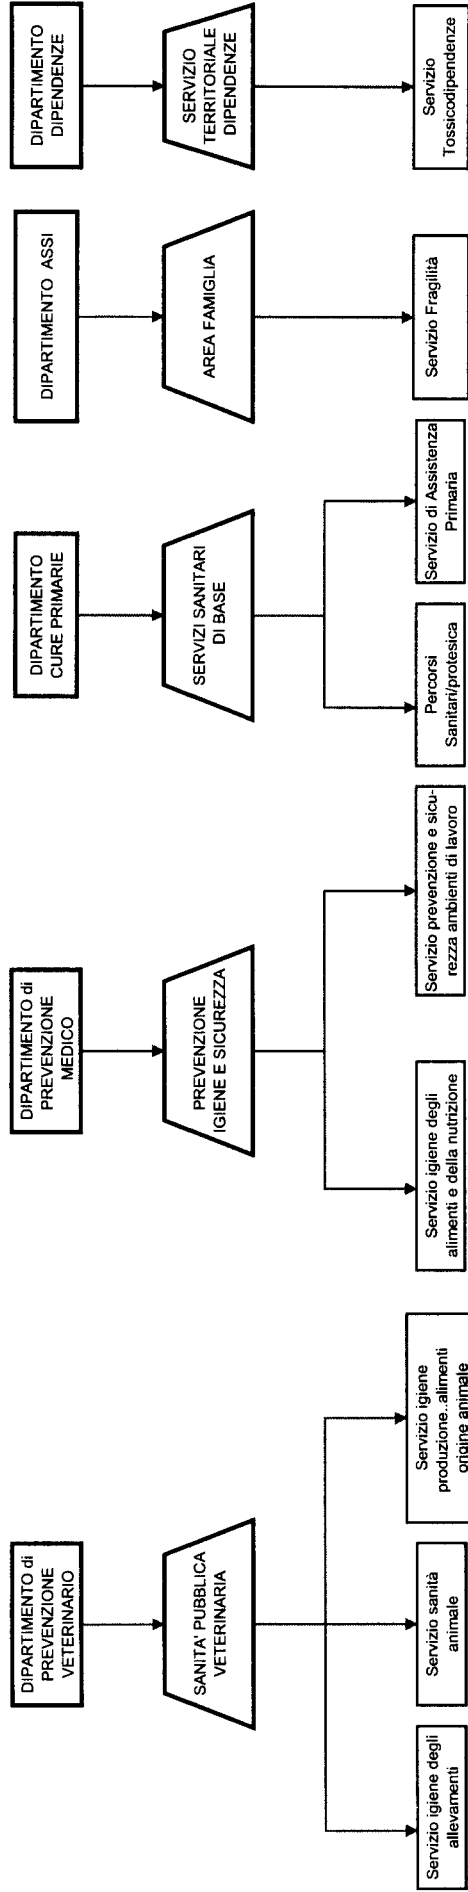 DIPARTIMENTO di
PREVENZIONE
VETERINARIO
DIPARTIMENTO di
PREVENZIONE
MEDICO
DIPARTIMENTO
CURE PRIMARIE
DIPARTIMENTO ASSI
DIPARTIMENTO
DIPENDENZE
SANITA' PUBBLICA
VETERINARIA
PREVENZIONE
IGIENE E SICUREZZA
SERVIZI SANITARI
DI BASE
AREA FAMIGLIA
SERVIZIO
TERRITORIALE
DIPENDENZE
Servizio igiene degli
allevamenti
Servizio sanità
animale
Servizio igiene
produzione..alimenti
origine animale
Servizio igiene degli
alimenti e della nutrizione
Servizio prevenzione e sicu-
rezza ambienti di lavoro
Percorsi
Sanitari/protesica
Servizio di Assistenza
Primaria
Servizio Fragilità
Servizio
Tossicodipendenze